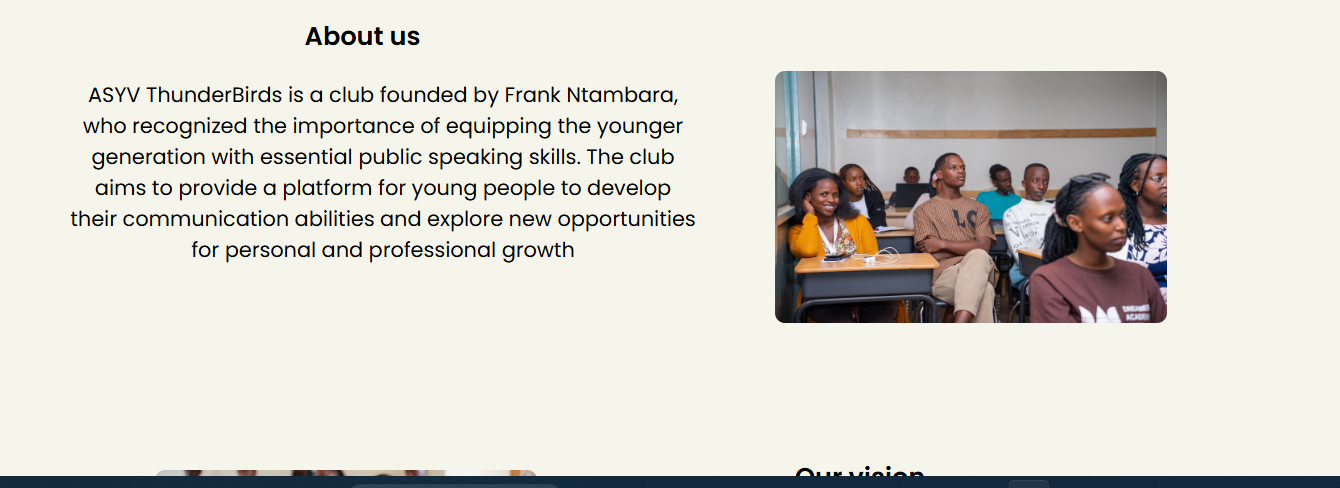 About us
ASYV ThunderBirds is a club founded by Frank Ntambara,
who recognized the importance of equipping the younger
generation with essential public speaking skills. The club
aims to provide a platform for young people to develop
their communication abilities and explore new opportunities
for personal and professional growth
Our vision